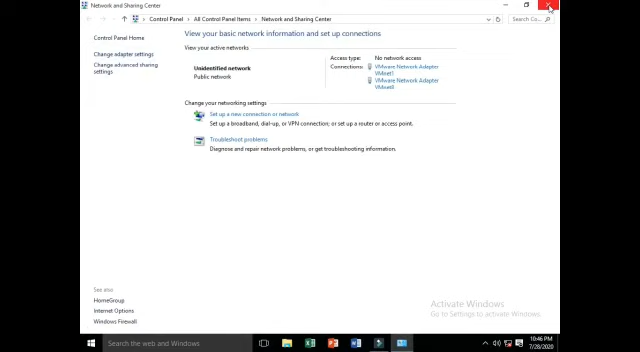 Network and Sharing Center
Control Panel > All Control Panel Items > Network and Sharing Center
Search Co...
Control Panel Home
Change adapter settings
Change advanced sharing
settings
View your basic network information and set up connections
View your active networks
Unidentified network
Public network
Access type: No network access
Connections: VMware Network Adapter
VMnet1
VMware Network Adapter
VMnet8
Change your networking settings
Set up a new connection or network
Set up a broadband, dial-up, or VPN connection; or set up a router or access point.
Troubleshoot problems
Diagnose and repair network problems, or get troubleshooting information.
See also
HomeGroup
Internet Options
Windows Firewall
Activate Windows
Go to Settings to activate Windows.
Search the web and Windows
10:46 PM
7/28/2020